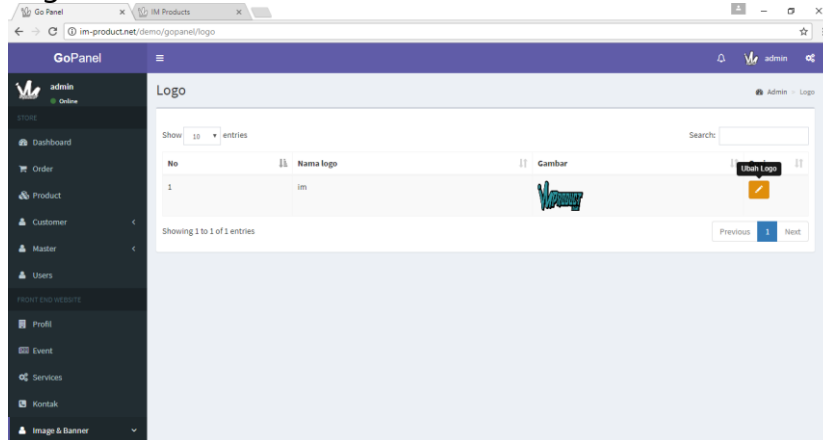 Go Panel
IM Products
im-product.net/demo/gopanel/logo
GoPanel
admin
admin
Online
Logo
Admin > Logo
STORE
Dashboard
Order
Product
Customer
Master
Users
FRONT END WEBSITE
Profil
Event
Services
Kontak
Image & Banner
Show 10 entries
Search:
No Nama logo Gambar
Ubah Logo
1 im
Showing 1 to 1 of 1 entries
Previous 1 Next